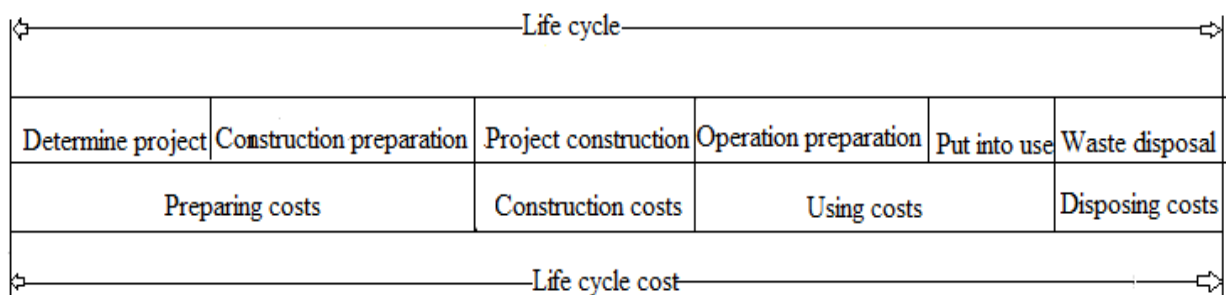 Life cycle
Determine project Construction preparation Project construction Operation preparation Put into use Waste disposal
Preparing costs Construction costs Using costs Disposing costs
Life cycle cost